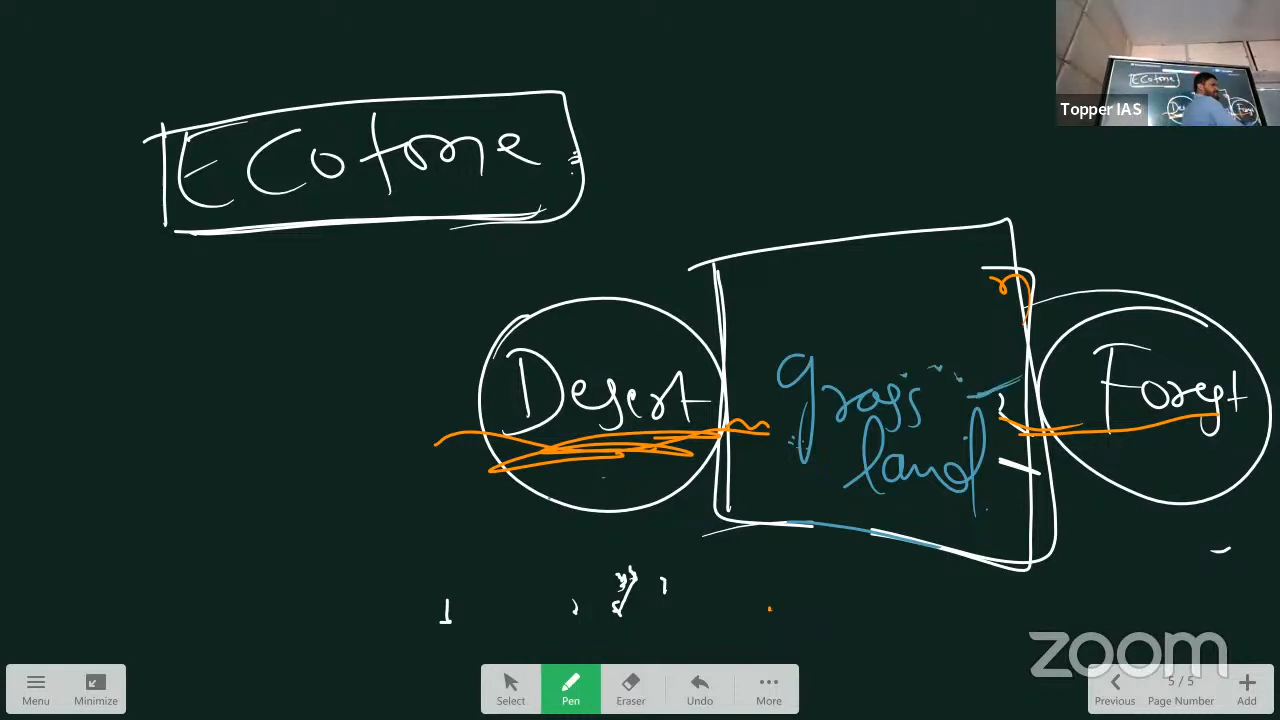 ECotone
Topper IAS
Desert
Grass
land
Forest
zoom
Menu
Minimize
Select
Pen
Eraser
Undo
More
Previous
5 / 5
Page Number
Add